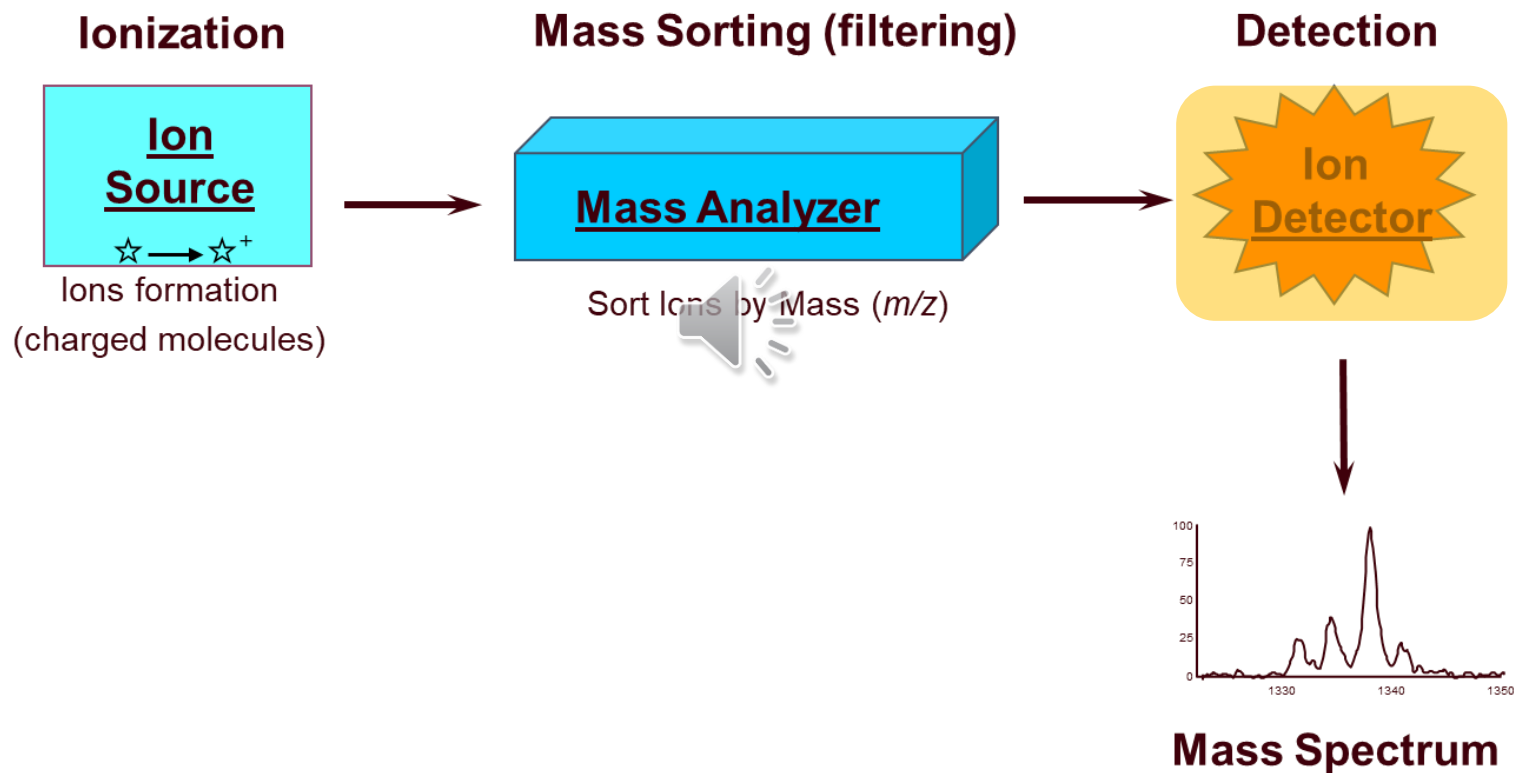 Ionization
Mass Sorting (filtering)
Detection
Ion
Source
+
Ions formation
(charged molecules)
Mass Analyzer
Sort Ions by Mass (m/z)
Ion
Detector
100
75
50
25
0
1330
1340
1350
Mass Spectrum